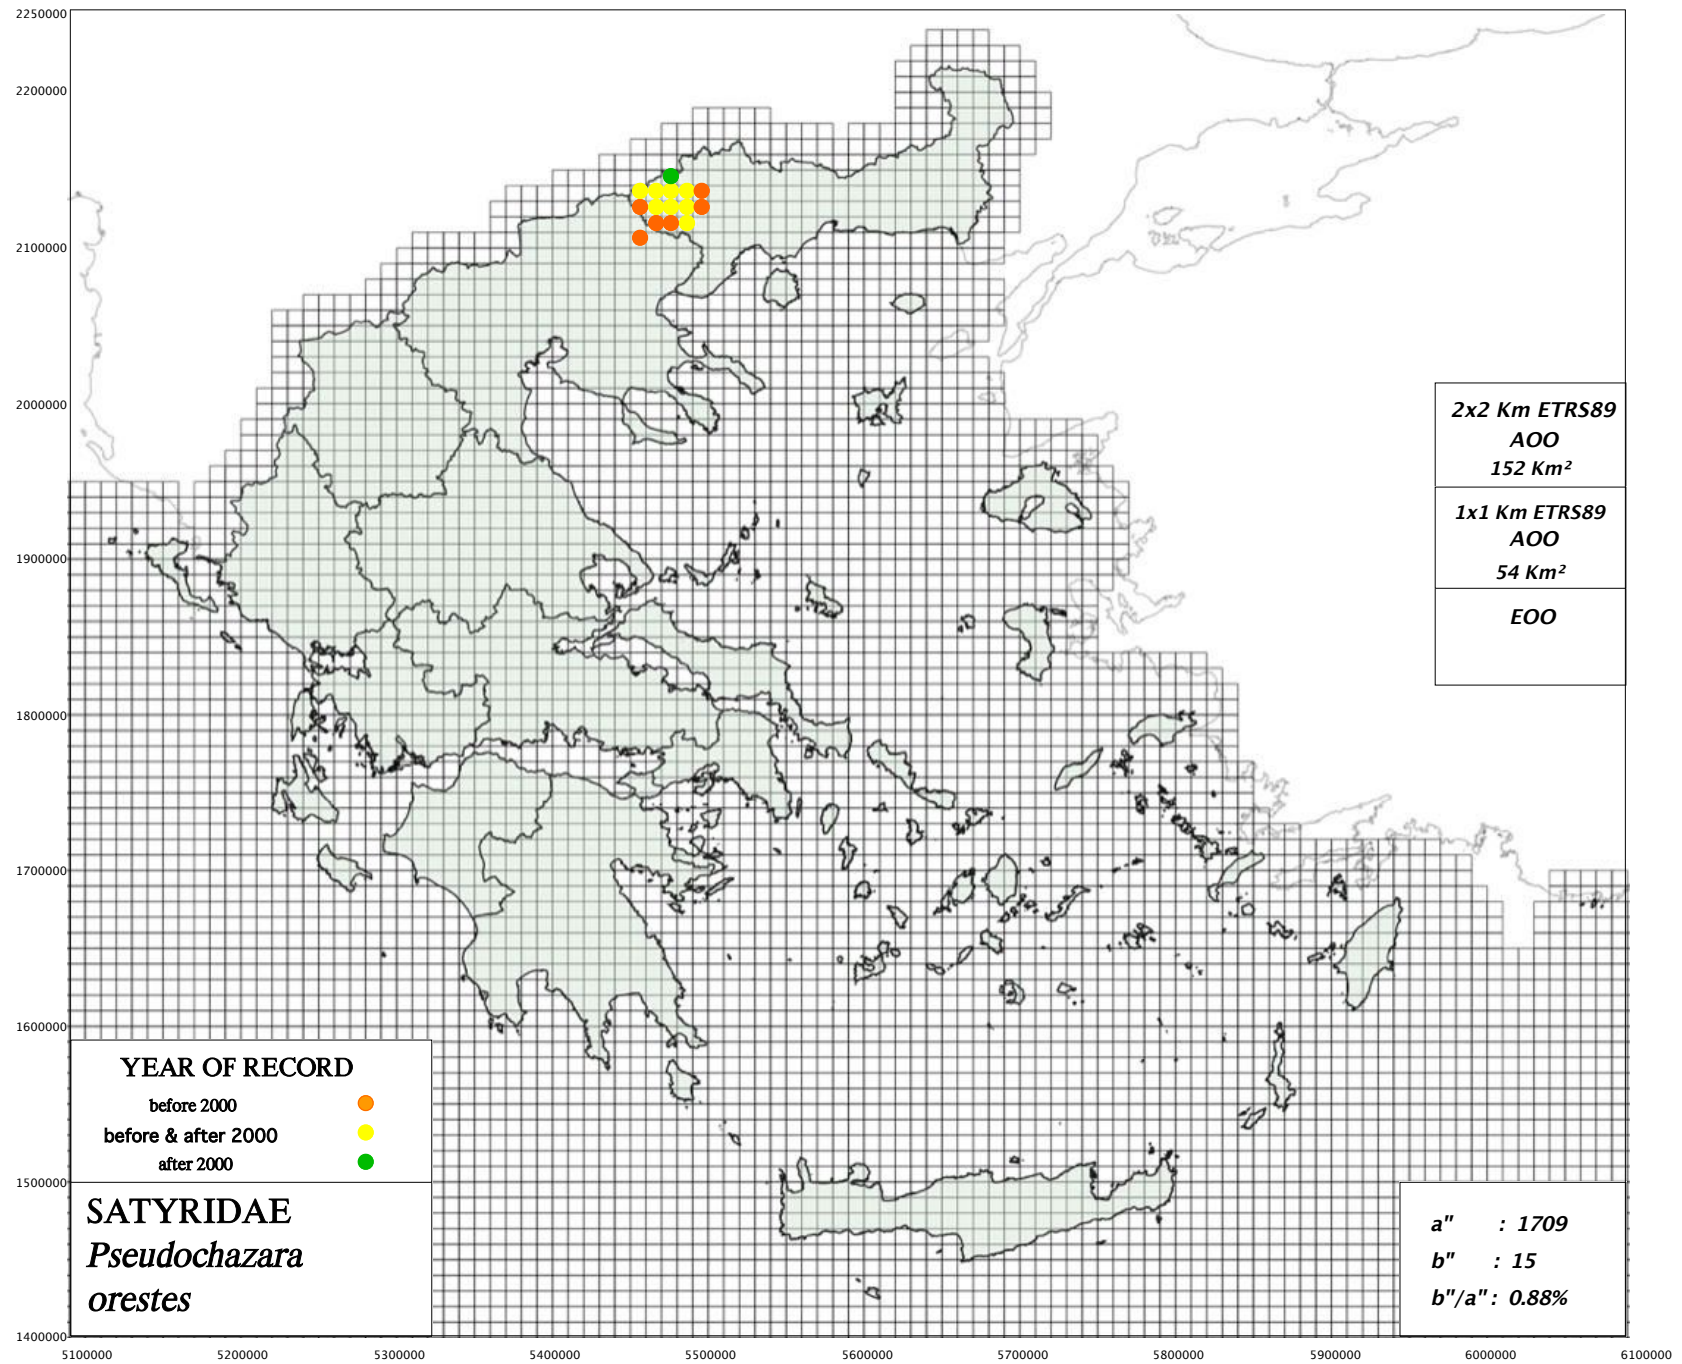 2250000
2200000
2100000
2000000
1900000
1800000
1700000
1600000
1500000
1400000
2x2 Km ETRS89
AOO
152 Km²
1x1 Km ETRS89
AOO
54 Km²
EOO
YEAR OF RECORD
before 2000
before & after 2000
after 2000
SATYRIDAE
Pseudochazara
orestes
a" : 1709
b" : 15
b"/a" : 0.88%
5100000 5200000 5300000 5400000 5500000 5600000 5700000 5800000 5900000 6000000 6100000